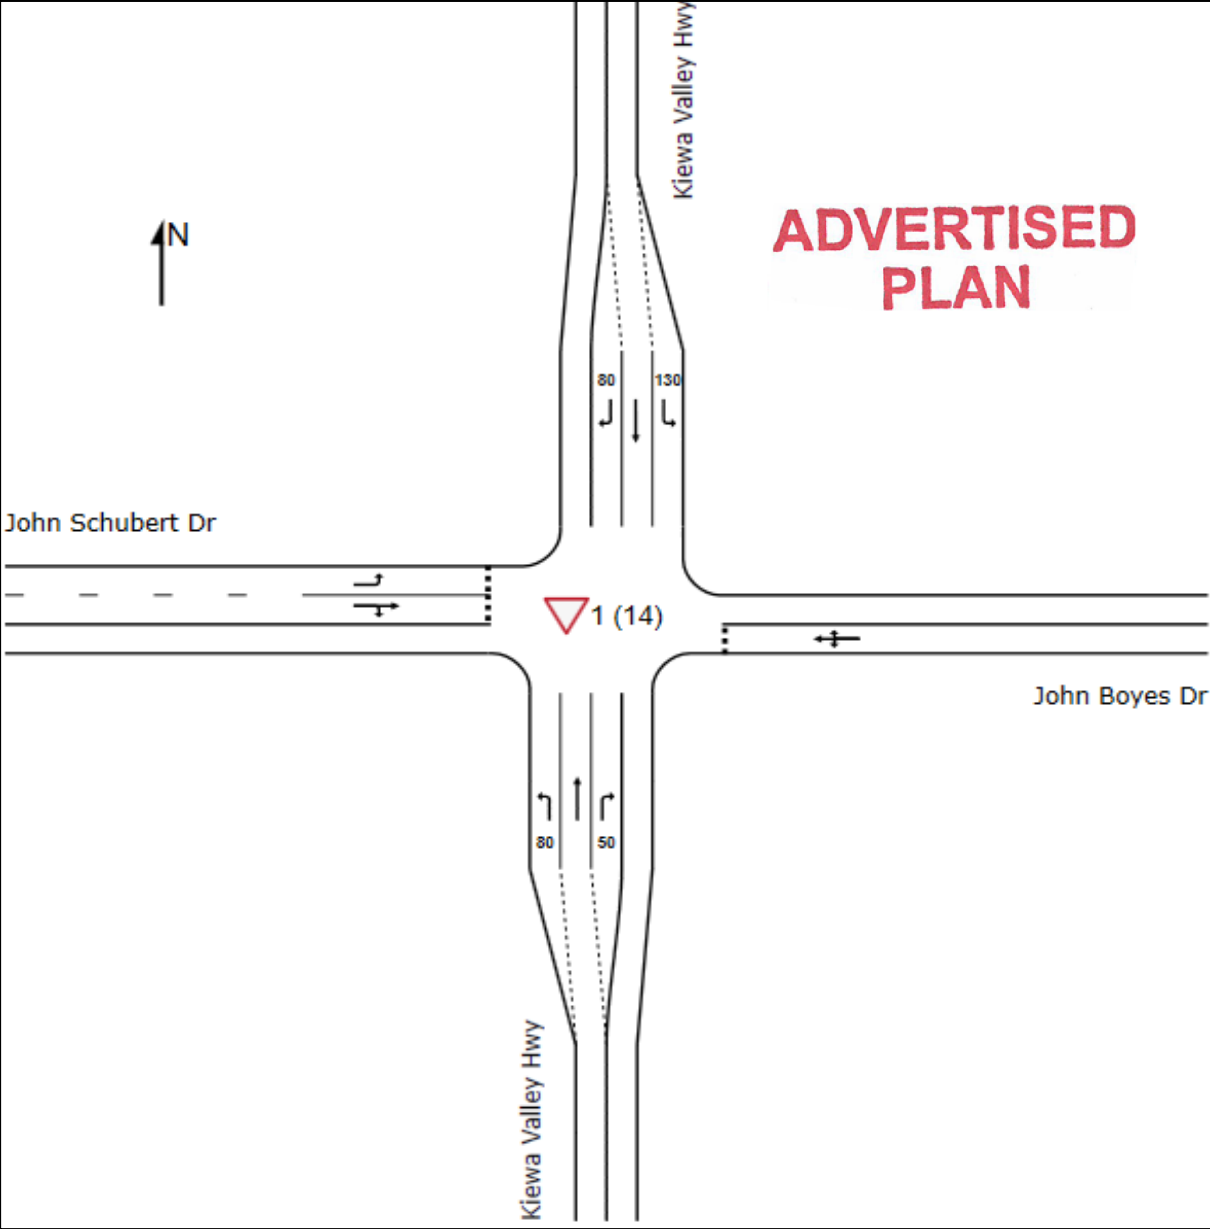 Kiewa Valley Hwy
N
ADVERTISED
PLAN
80
130
John Schubert Dr
1 (14)
John Boyes Dr
80
50
Kiewa Valley Hwy